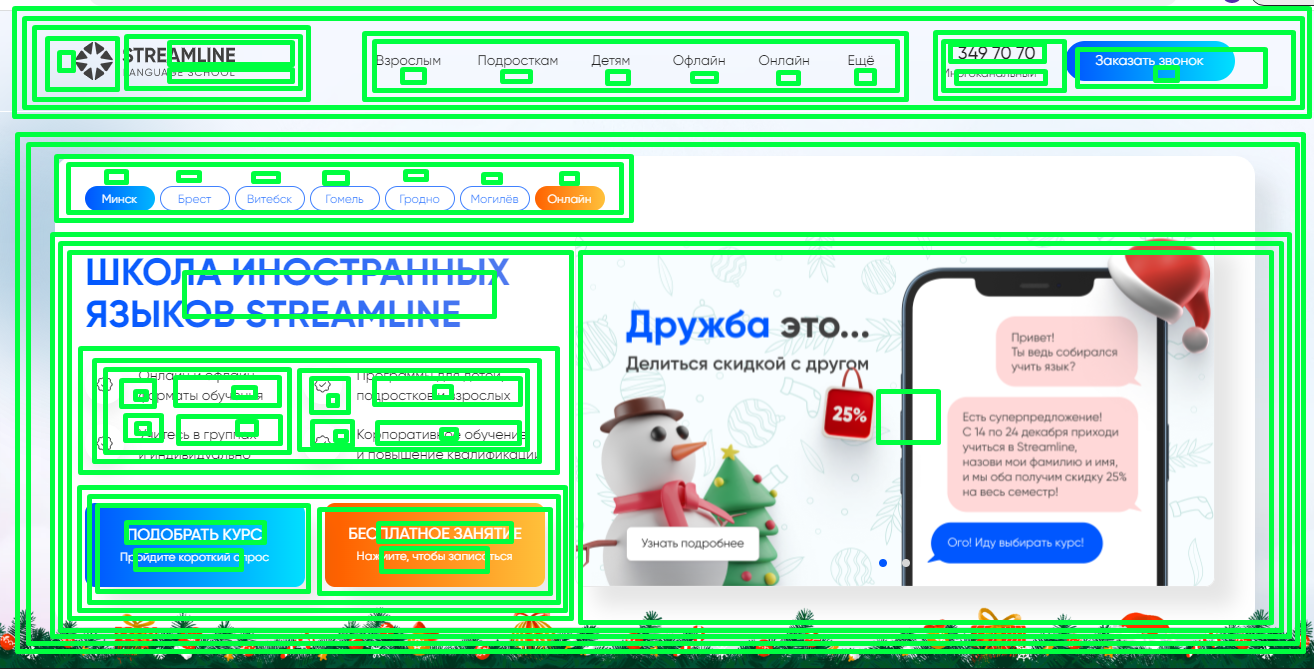 STREAMLINE
LANGUAGE SCHOOL
Взрослым
Подросткам
Детям
Офлайн
Онлайн
Ещё
349 70 70
Многоканальный
Заказать звонок
Минск
Брест
Витебск
Гомель
Гродно
Могилёв
Онлайн
ШКОЛА ИНОСТРАННЫХ
ЯЗЫКОВ STREAMLINE
Онлайн и офлайн
форматы обучения
Программы для детей,
подростков и взрослых
Учитесь в группах
и индивидуально
Корпоративное обучение
и повышение квалификации
ПОДОБРАТЬ КУРС
Пройдите короткий опрос
БЕСПЛАТНОЕ ЗАНЯТИЕ
Нажмите, чтобы записаться
Дружба это...
Делиться скидкой с другом
25%
Узнать подробнее
Привет!
Ты ведь собирался
учить язык?
Есть суперпредложение!
С 14 по 24 декабря приходи
учиться в Streamline,
назови мои фамилию и имя,
и мы оба получим скидку 25%
на весь семестр!
Ого! Иду выбирать курс!